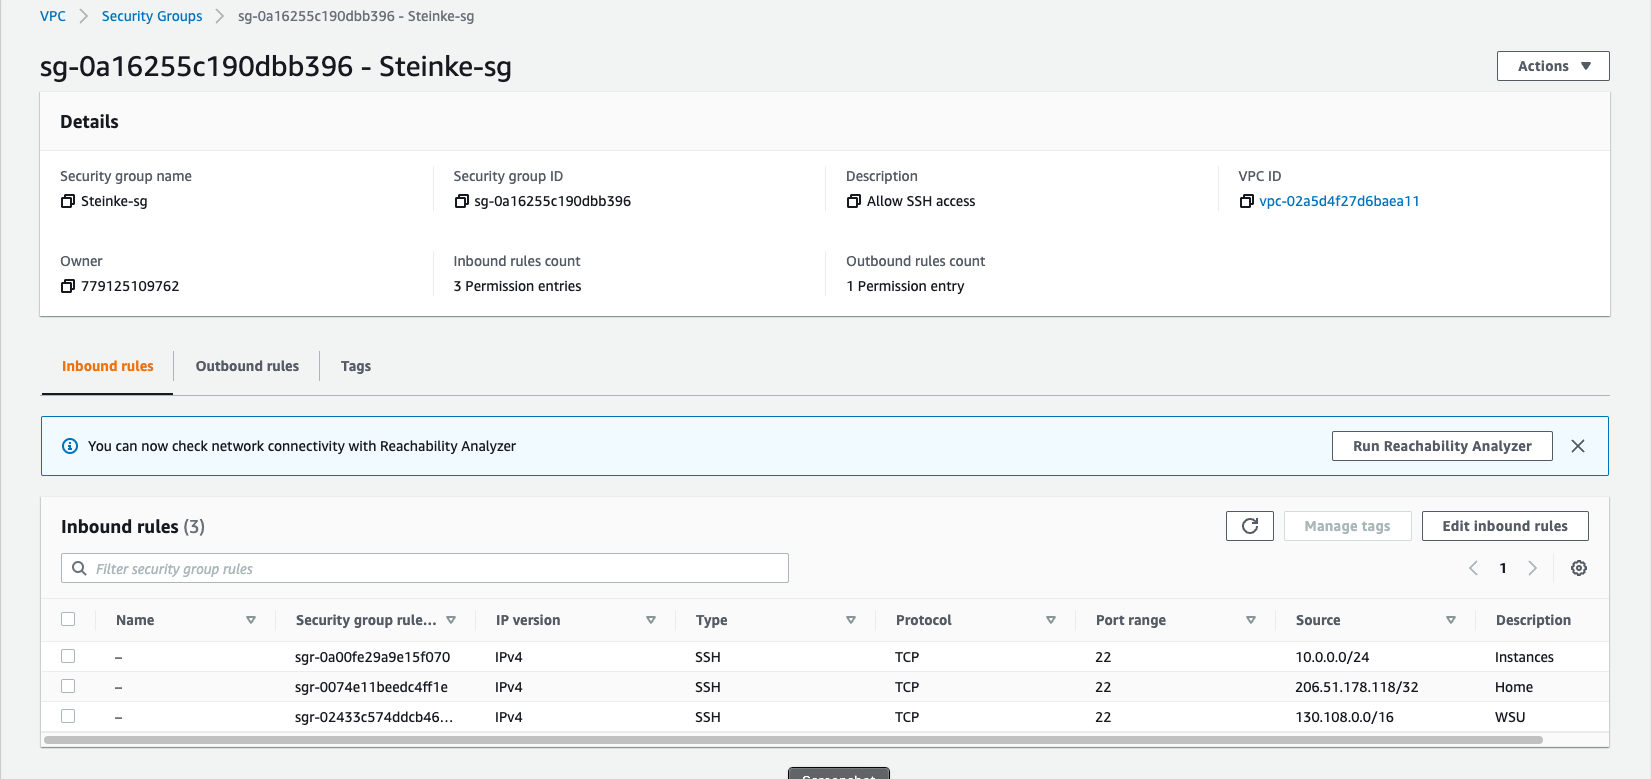 VPC > Security Groups > sg-0a16255c190dbb396 - Steinke-sg
sg-0a16255c190dbb396 - Steinke-sg
Actions
Details
Security group name
Steinke-sg
Security group ID
sg-0a16255c190dbb396
Description
Allow SSH access
VPC ID
vpc-02a5d4f27d6baea11
Owner
779125109762
Inbound rules count
3 Permission entries
Outbound rules count
1 Permission entry
Inbound rules Outbound rules Tags
You can now check network connectivity with Reachability Analyzer
Run Reachability Analyzer
Inbound rules (3)
Manage tags
Edit inbound rules
Filter security group rules
1
Name Security group rule... IP version Type Protocol Port range Source Description
– sgr-0a00fe29a9e15f070 IPv4 SSH TCP 22 10.0.0.0/24 Instances
– sgr-0074e11beedc4ff1e IPv4 SSH TCP 22 206.51.178.118/32 Home
– sgr-02433c574ddcb46... IPv4 SSH TCP 22 130.108.0.0/16 WSU